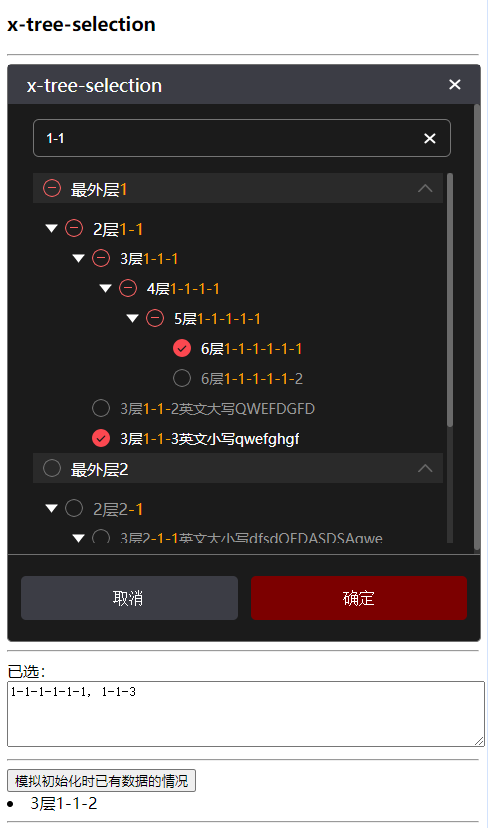 x-tree-selection
x-tree-selection
1-1
最外层1
2层1-1
3层1-1-1
4层1-1-1-1
5层1-1-1-1-1
6层1-1-1-1-1-1
6层1-1-1-1-1-2
3层1-1-2英文大写QWEFDGFD
3层1-1-3英文小写qwefghgf
最外层2
2层2-1
3层2-1-1英文大小写dfsdQFDASDSAqwe
取消 确定
已选：
1-1-1-1-1-1, 1-1-3
模拟初始化时已有数据的情况
3层1-1-2